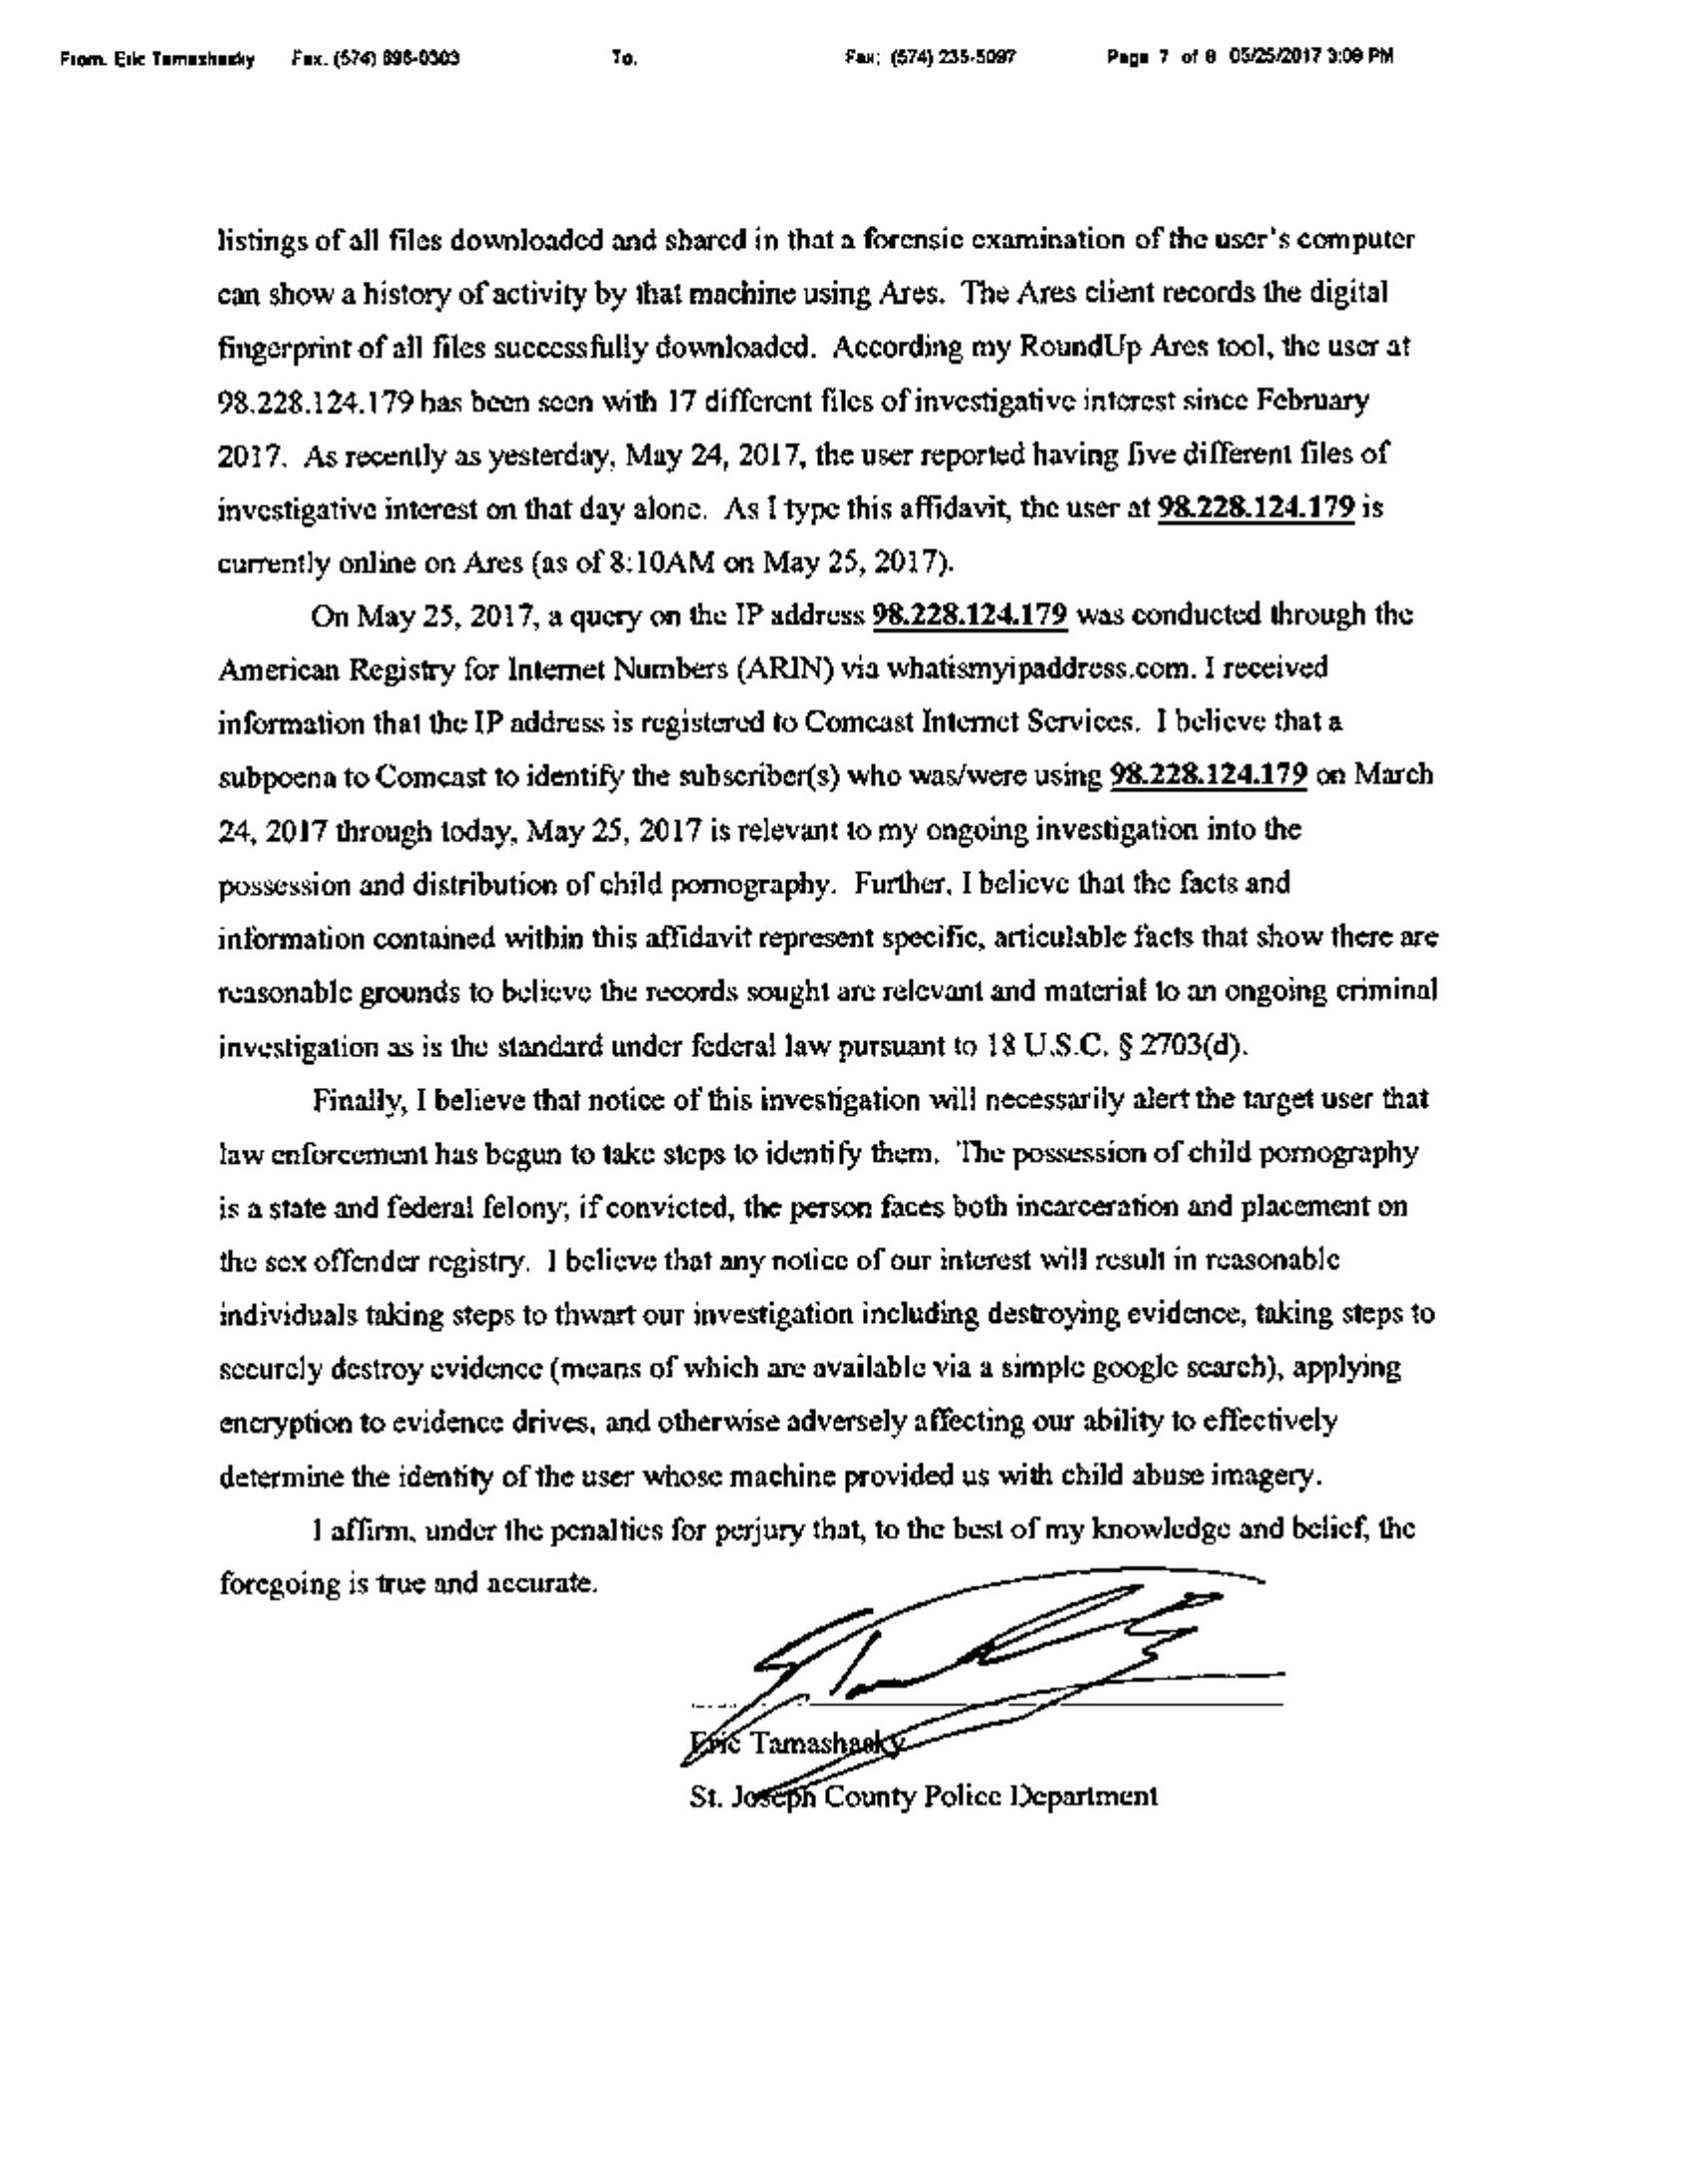 From: Eric Tamashasky Fax: (574) 898-0303 To: Fax: (574) 235-5097 Page 7 of 8 05/25/2017 3:09 PM
listings of all files downloaded and shared in that a forensic examination of the user's computer
can show a history of activity by that machine using Ares. The Ares client records the digital
fingerprint of all files successfully downloaded. According my RoundUp Ares tool, the user at
98.228.124.179 has been seen with 17 different files of investigative interest since February
2017. As recently as yesterday, May 24, 2017, the user reported having five different files of
investigative interest on that day alone. As I type this affidavit, the user at 98.228.124.179 is
currently online on Ares (as of 8:10AM on May 25, 2017).
On May 25, 2017, a query on the IP address 98.228.124.179 was conducted through the
American Registry for Internet Numbers (ARIN) via whatismyipaddress.com. I received
information that the IP address is registered to Comcast Internet Services. I believe that a
subpoena to Comcast to identify the subscriber(s) who was/were using 98.228.124.179 on March
24, 2017 through today, May 25, 2017 is relevant to my ongoing investigation into the
possession and distribution of child pornography. Further, I believe that the facts and
information contained within this affidavit represent specific, articulable facts that show there are
reasonable grounds to believe the records sought are relevant and material to an ongoing criminal
investigation as is the standard under federal law pursuant to 18 U.S.C. § 2703(d).
Finally, I believe that notice of this investigation will necessarily alert the target user that
law enforcement has begun to take steps to identify them. The possession of child pornography
is a state and federal felony; if convicted, the person faces both incarceration and placement on
the sex offender registry. I believe that any notice of our interest will result in reasonable
individuals taking steps to thwart our investigation including destroying evidence, taking steps to
securely destroy evidence (means of which are available via a simple google search), applying
encryption to evidence drives, and otherwise adversely affecting our ability to effectively
determine the identity of the user whose machine provided us with child abuse imagery.
I affirm, under the penalties for perjury that, to the best of my knowledge and belief, the
foregoing is true and accurate.
Eric Tamashasky
St. Joseph County Police Department